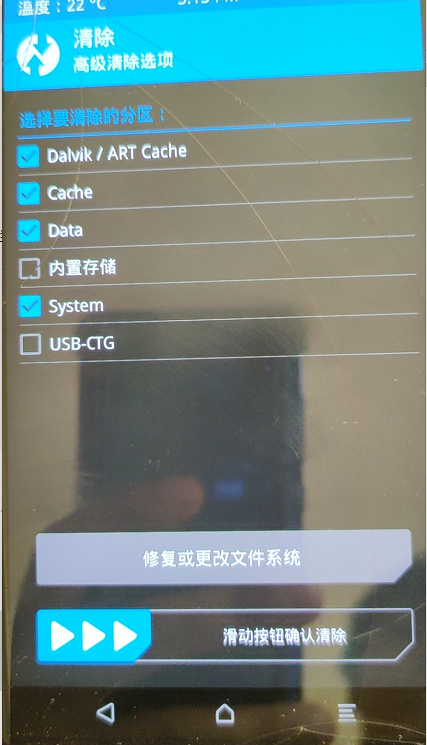 温度：22 °C
清除
高级清除选项
选择要清除的分区：
Dalvik / ART Cache
Cache
Data
内置存储
System
USB-CTG
修复或更改文件系统
滑动按钮确认清除